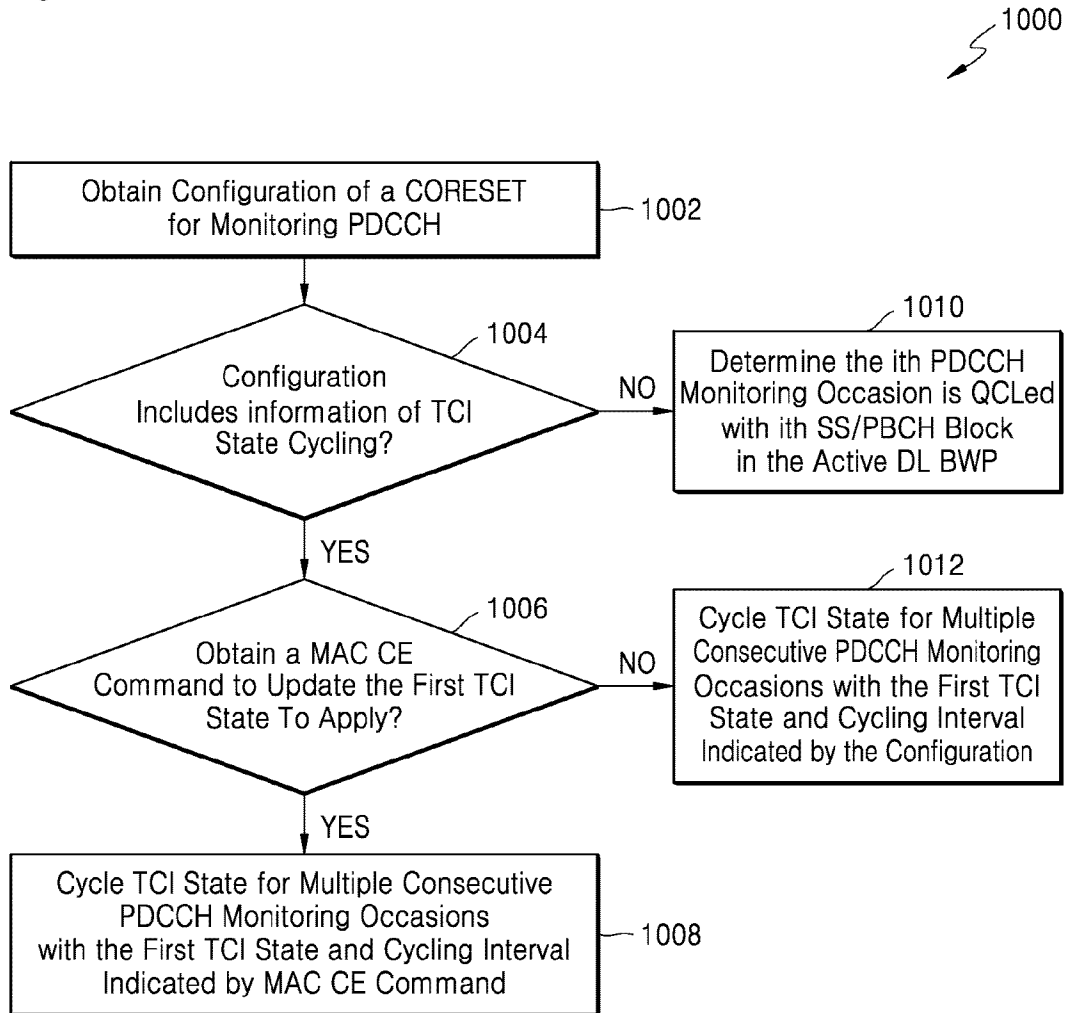 1000
Obtain Configuration of a CORESET
for Monitoring PDCCH
1002
1004
Configuration
Includes information of TCI
State Cycling?
NO
1010
Determine the ith PDCCH
Monitoring Occasion is QCLed
with ith SS/PBCH Block
in the Active DL BWP
YES
1006
Obtain a MAC CE
Command to Update the First TCI
State To Apply?
NO
1012
Cycle TCI State for Multiple
Consecutive PDCCH Monitoring
Occasions with the First TCI
State and Cycling Interval
Indicated by the Configuration
YES
Cycle TCI State for Multiple Consecutive
PDCCH Monitoring Occasions
with the First TCI State and Cycling Interval
Indicated by MAC CE Command
1008